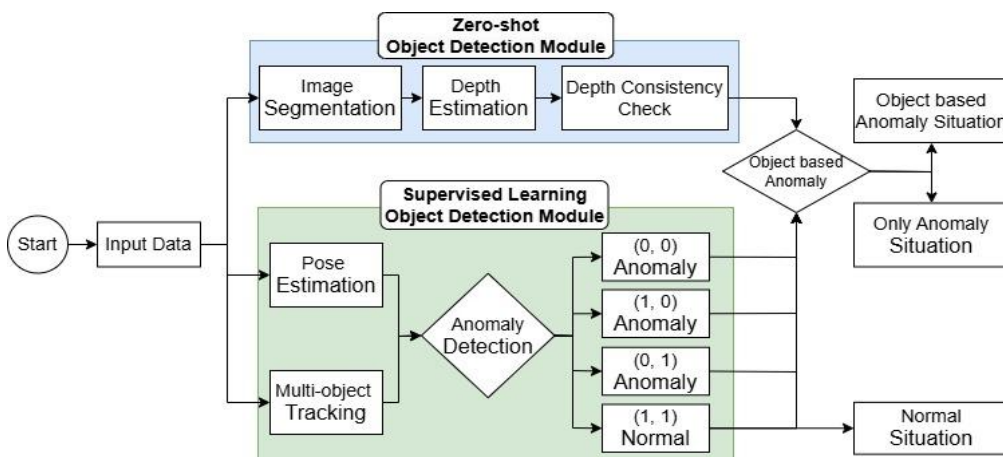 Zero-shot
Object Detection Module
Image
Segmentation
Depth
Estimation
Depth Consistency
Check
Object based
Anomaly Situation
Object based
Anomaly
Supervised Learning
Object Detection Module
Start
Input Data
Pose
Estimation
Multi-object
Tracking
Anomaly
Detection
(0, 0)
Anomaly
(1, 0)
Anomaly
(0, 1)
Anomaly
(1, 1)
Normal
Only Anomaly
Situation
Normal
Situation